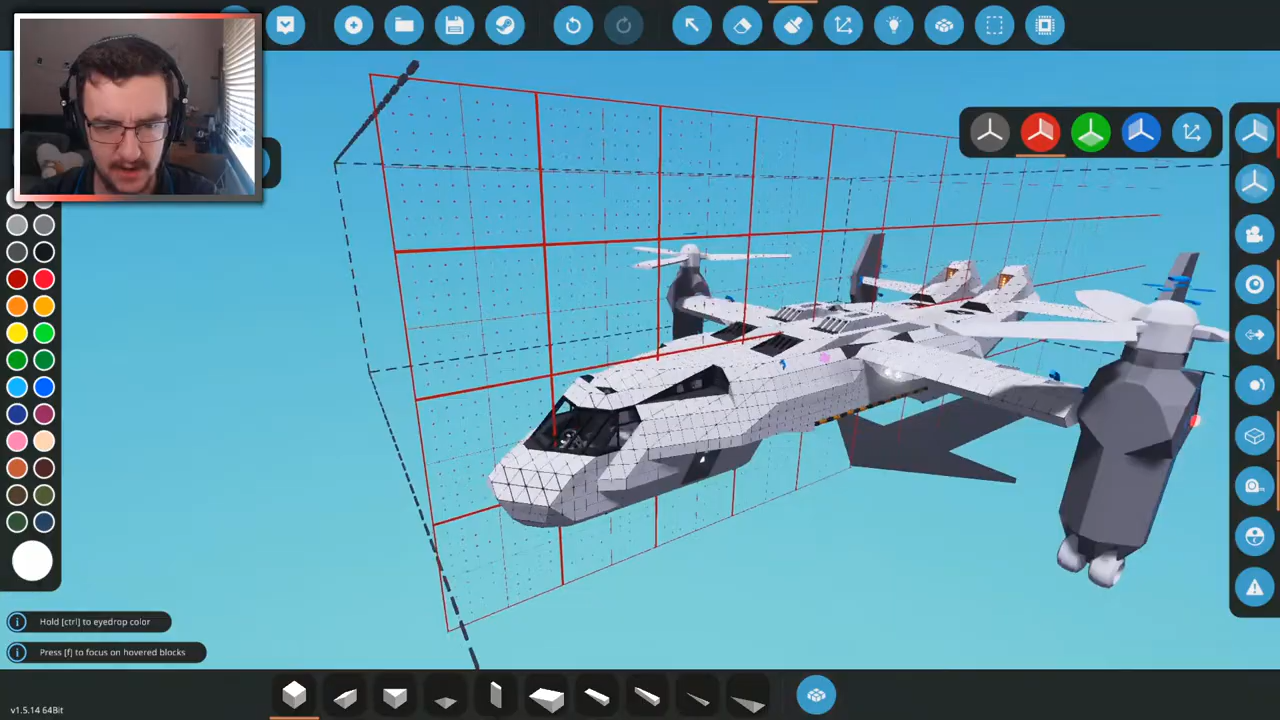 Hold [ctrl] to eyedrop color
Press [f] to focus on hovered blocks
v1.5.14 64Bit